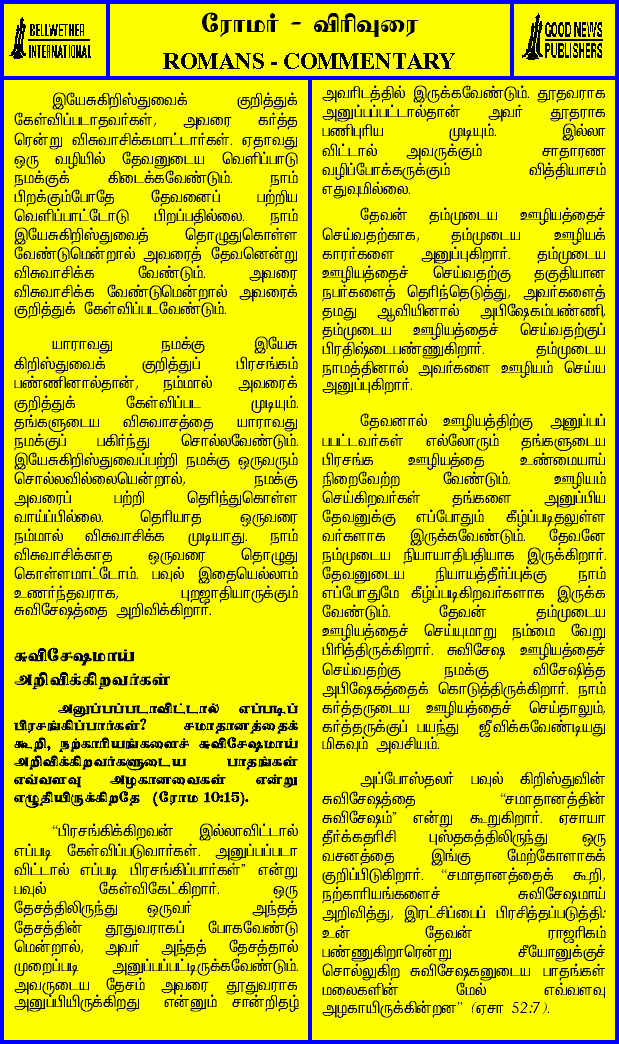 BELLWETHER
INTERNATIONAL
ரோமர் - விரிவுரை
ROMANS - COMMENTARY
GOOD NEWS
PUBLISHERS
இயேசுகிறிஸ்துவைக் குறித்துக்
கேள்விப்படாதவர்கள், அவரை கர்த்த
ரென்று விசுவாசிக்கமாட்டார்கள். ஏதாவது
ஒரு வழியில் தேவனுடைய வெளிப்பாடு
நமக்குக் கிடைக்கவேண்டும். நாம்
பிறக்கும்போதே தேவனைப் பற்றிய
வெளிப்பாட்டோடு பிறப்பதில்லை. நாம்
இயேசுகிறிஸ்துவைத் தொழுதுகொள்ள
வேண்டுமென்றால் அவரைத் தேவனென்று
விசுவாசிக்க வேண்டும். அவரை
விசுவாசிக்க வேண்டுமென்றால் அவரைக்
குறித்துக் கேள்விப்படவேண்டும்.
யாராவது நமக்கு இயேசு
கிறிஸ்துவைக் குறித்துப் பிரசங்கம்
பண்ணினால்தான், நம்மால் அவரைக்
குறித்துக் கேள்விப்பட முடியும்.
தங்களுடைய விசுவாசத்தை யாராவது
நமக்குப் பகிர்ந்து சொல்லவேண்டும்.
இயேசுகிறிஸ்துவைப்பற்றி நமக்கு ஒருவரும்
சொல்லவில்லையென்றால், நமக்கு
அவரைப் பற்றி தெரிந்துகொள்ள
வாய்ப்பில்லை. தெரியாத ஒருவரை
நம்மால் விசுவாசிக்க முடியாது. நாம்
விசுவாசிக்காத ஒருவரை தொழுது
கொள்ளமாட்டோம். பவுல் இதையெல்லாம்
உணர்ந்தவராக, புறஜாதியாருக்கும்
சுவிசேஷத்தை அறிவிக்கிறார்.
சுவிசேஷமாய்
அறிவிக்கிறவர்கள்
அனுப்பப்படாவிட்டால் எப்படிப்
பிரசங்கிப்பார்கள்? சமாதானத்தைக்
கூறி, நற்காரியங்களைச் சுவிசேஷமாய்
அறிவிக்கிறவர்களுடைய பாதங்கள்
எவ்வளவு அழகானவைகள் என்று
எழுதியிருக்கிறதே (ரோம 10:15).
"பிரசங்கிக்கிறவன் இல்லாவிட்டால்
எப்படி கேள்விப்படுவார்கள். அனுப்பப்படா
விட்டால் எப்படி பிரசங்கிப்பார்கள்" என்று
பவுல் கேள்விகேட்கிறார். ஒரு
தேசத்திலிருந்து ஒருவர் அந்தத்
தேசத்தின் தூதுவராகப் போகவேண்டு
மென்றால், அவர் அந்தத் தேசத்தால்
முறைப்படி அனுப்பப்பட்டிருக்கவேண்டும்.
அவருடைய தேசம் அவரை தூதுவராக
அனுப்பியிருக்கிறது என்னும் சான்றிதழ்
அவரிடத்தில் இருக்கவேண்டும். தூதவராக
அனுப்பப்பட்டால்தான் அவர் தூதராக
பணிபுரிய முடியும். இல்லா
விட்டால் அவருக்கும் சாதாரண
வழிப்போக்கருக்கும் வித்தியாசம்
எதுவுமில்லை.
தேவன் தம்முடைய ஊழியத்தைச்
செய்வதற்காக, தம்முடைய ஊழியக்
காரர்களை அனுப்புகிறார். தம்முடைய
ஊழியத்தைச் செய்வதற்கு தகுதியான
நபர்களைத் தெரிந்தெடுத்து, அவர்களைத்
தமது ஆவியினால் அபிஷேகம்பண்ணி,
தம்முடைய ஊழியத்தைச் செய்வதற்குப்
பிரதிஷ்டைபண்ணுகிறார். தம்முடைய
நாமத்தினால் அவர்களை ஊழியம் செய்ய
அனுப்புகிறார்.
தேவனால் ஊழியத்திற்கு அனுப்பப்
பபட்டவர்கள் எல்லோரும் தங்களுடைய
பிரசங்க ஊழியத்தை உண்மையாய்
நிறைவேற்ற வேண்டும். ஊழியம்
செய்கிறவர்கள் தங்களை அனுப்பிய
தேவனுக்கு எப்போதும் கீழ்ப்படிதலுள்ள
வர்களாக இருக்கவேண்டும். தேவனே
நம்முடைய நியாயாதிபதியாக இருக்கிறார்.
தேவனுடைய நியாயத்தீர்ப்புக்கு நாம்
எப்போதுமே கீழ்ப்படிகிறவர்களாக இருக்க
வேண்டும். தேவன் தம்முடைய
ஊழியத்தைச் செய்யுமாறு நம்மை வேறு
பிரித்திருக்கிறார். சுவிசேஷ ஊழியத்தைச்
செய்வதற்கு நமக்கு விசேஷித்த
அபிஷேகத்தைக் கொடுத்திருக்கிறார். நாம்
கர்த்தருடைய ஊழியத்தைச் செய்தாலும்,
கர்த்தருக்குப் பயந்து ஜீவிக்கவேண்டியது
மிகவும் அவசியம்.
அப்போஸ்தலர் பவுல் கிறிஸ்துவின்
சுவிசேஷத்தை "சமாதானத்தின்
சுவிசேஷம்" என்று கூறுகிறார். ஏசாயா
தீர்க்கதரிசி புஸ்தகத்திலிருந்து ஒரு
வசனத்தை இங்கு மேற்கோளாகக்
குறிப்பிடுகிறார். "சமாதானத்தைக் கூறி,
நற்காரியங்களைச் சுவிசேஷமாய்
அறிவித்து, இரட்சிப்பைப் பிரசித்தப்படுத்தி:
உன் தேவன் ராஜரிகம்
பண்ணுகிறாரென்று சீயோனுக்குச்
சொல்லுகிற சுவிசேஷகனுடைய பாதங்கள்
மலைகளின் மேல் எவ்வளவு
அழகாயிருக்கின்றன" (ஏசா 52:7).